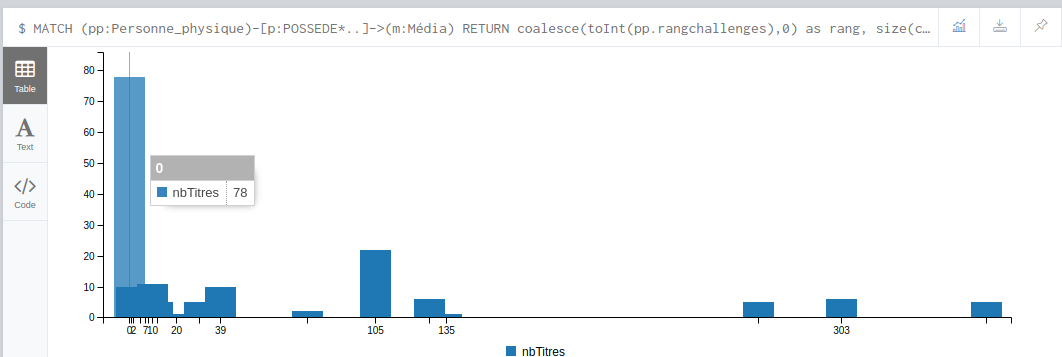 $ MATCH (pp:Personne_physique)-[p:POSSEDE*..]->(m:Média) RETURN coalesce(toInt(pp.rangchallenges),0) as rang, size(c…
Table
Text
Code
80
70
60
50
40
30
20
10
0
0
nbTitres 78
0 2 7 10 20 39 105 135 303
nbTitres